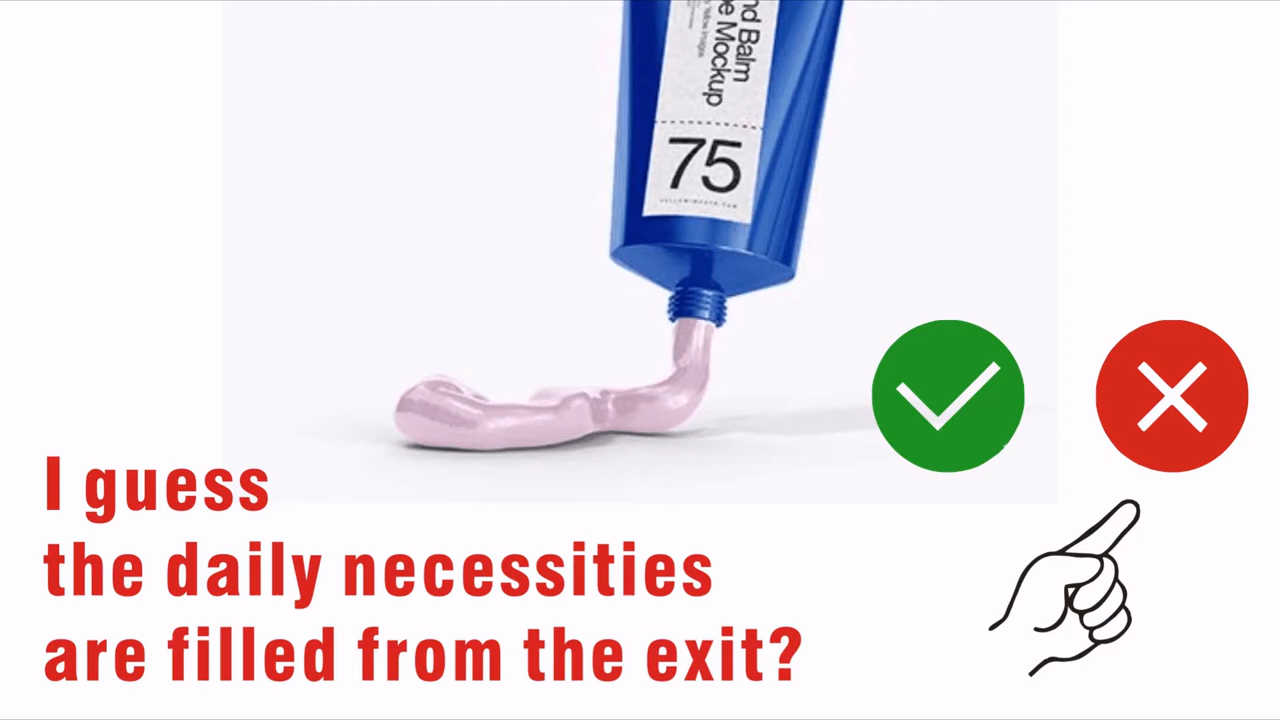 nd Balm
e Mockup
75
I guess
the daily necessities
are filled from the exit?